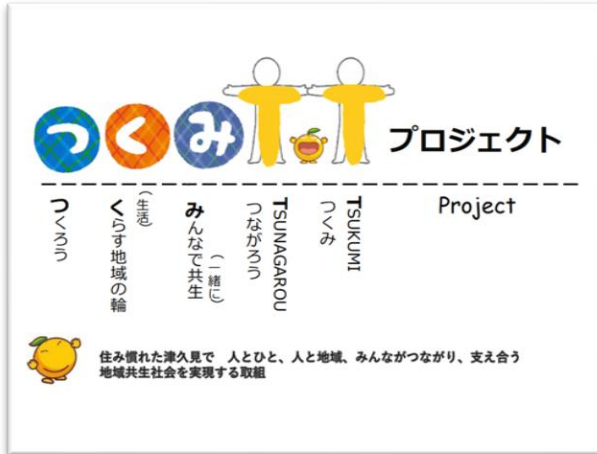 つくみTTプロジェクト
Project
つくろう
くらす地域の輪
(生活)
みんなで共生
(一緒に)
TSUNAGAROU
つながろう
TSUKUMI
つくみ
住み慣れた津久見で　人とひと、人と地域、みんながつながり、支え合う
地域共生社会を実現する取組